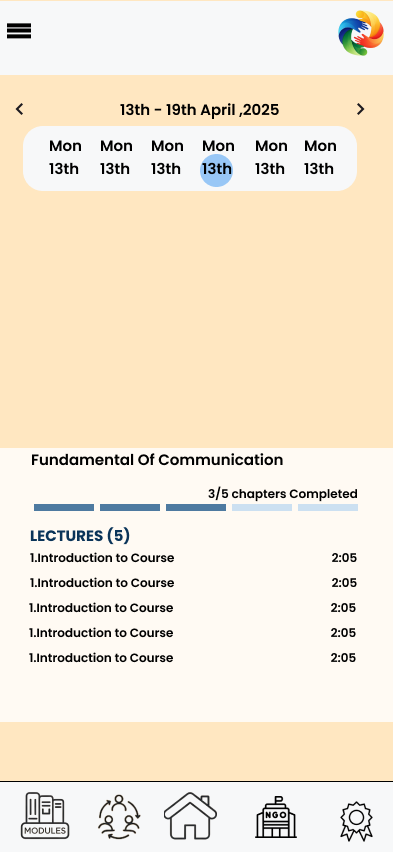 13th - 19th April ,2025
Mon Mon Mon Mon Mon Mon
13th 13th 13th 13th 13th 13th
Fundamental Of Communication
3/5 chapters Completed
LECTURES (5)
1.Introduction to Course 2:05
1.Introduction to Course 2:05
1.Introduction to Course 2:05
1.Introduction to Course 2:05
1.Introduction to Course 2:05
MODULES NGO